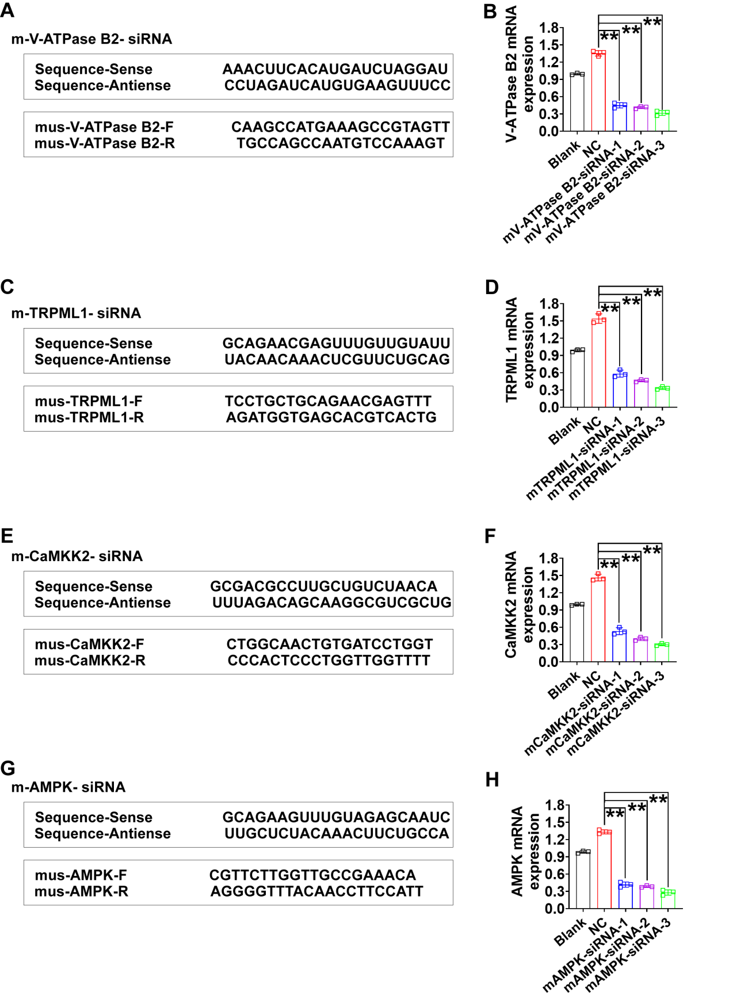 A
m-V-ATPase B2- siRNA
Sequence-Sense AAACUUCACAUGAUCUAGGAU
Sequence-Antiense CCUAGAUCAUGUGAAGUUUCC
mus-V-ATPase B2-F CAAGCCATGAAAGCCGTAGTT
mus-V-ATPase B2-R TGCCAGCCAATGTCCAAAGT
B
V-ATPase B2 mRNA
expression
1.8
1.5
1.2
0.9
0.6
0.3
0.0
** ** **
Blank
NC
mV-ATPase B2-siRNA-1
mV-ATPase B2-siRNA-2
mV-ATPase B2-siRNA-3
C
m-TRPML1- siRNA
Sequence-Sense GCAGAACGAGUUUGUUGUAUU
Sequence-Antiense UACAACAAACUCGUUCUGCAG
mus-TRPML1-F TCCTGCTGCAGAACGAGTTT
mus-TRPML1-R AGATGGTGAGCACGTCACTG
D
TRPML1 mRNA
expression
1.8
1.5
1.2
0.9
0.6
0.3
0.0
** ** **
Blank
NC
mTRPML1-siRNA-1
mTRPML1-siRNA-2
mTRPML1-siRNA-3
E
m-CaMKK2- siRNA
Sequence-Sense GCGACGCCUUGCUGUCUAACA
Sequence-Antiense UUUAGACAGCAAGGCGUCGCUG
mus-CaMKK2-F CTGGCAACTGTGATCCTGGT
mus-CaMKK2-R CCCACTCCCTGGTTGGTTTT
F
CaMKK2 mRNA
expression
1.8
1.5
1.2
0.9
0.6
0.3
0.0
** ** **
Blank
NC
mCaMKK2-siRNA-1
mCaMKK2-siRNA-2
mCaMKK2-siRNA-3
G
m-AMPK- siRNA
Sequence-Sense GCAGAAGUUUGUAGAGCAAUC
Sequence-Antiense UUGCUCUACAAACUUCUGCCA
mus-AMPK-F CGTTCTTGGTTGCCGAAACA
mus-AMPK-R AGGGGTTTACAACCTTCCATT
H
AMPK mRNA
expression
1.8
1.5
1.2
0.9
0.6
0.3
0.0
** ** **
Blank
NC
mAMPK-siRNA-1
mAMPK-siRNA-2
mAMPK-siRNA-3